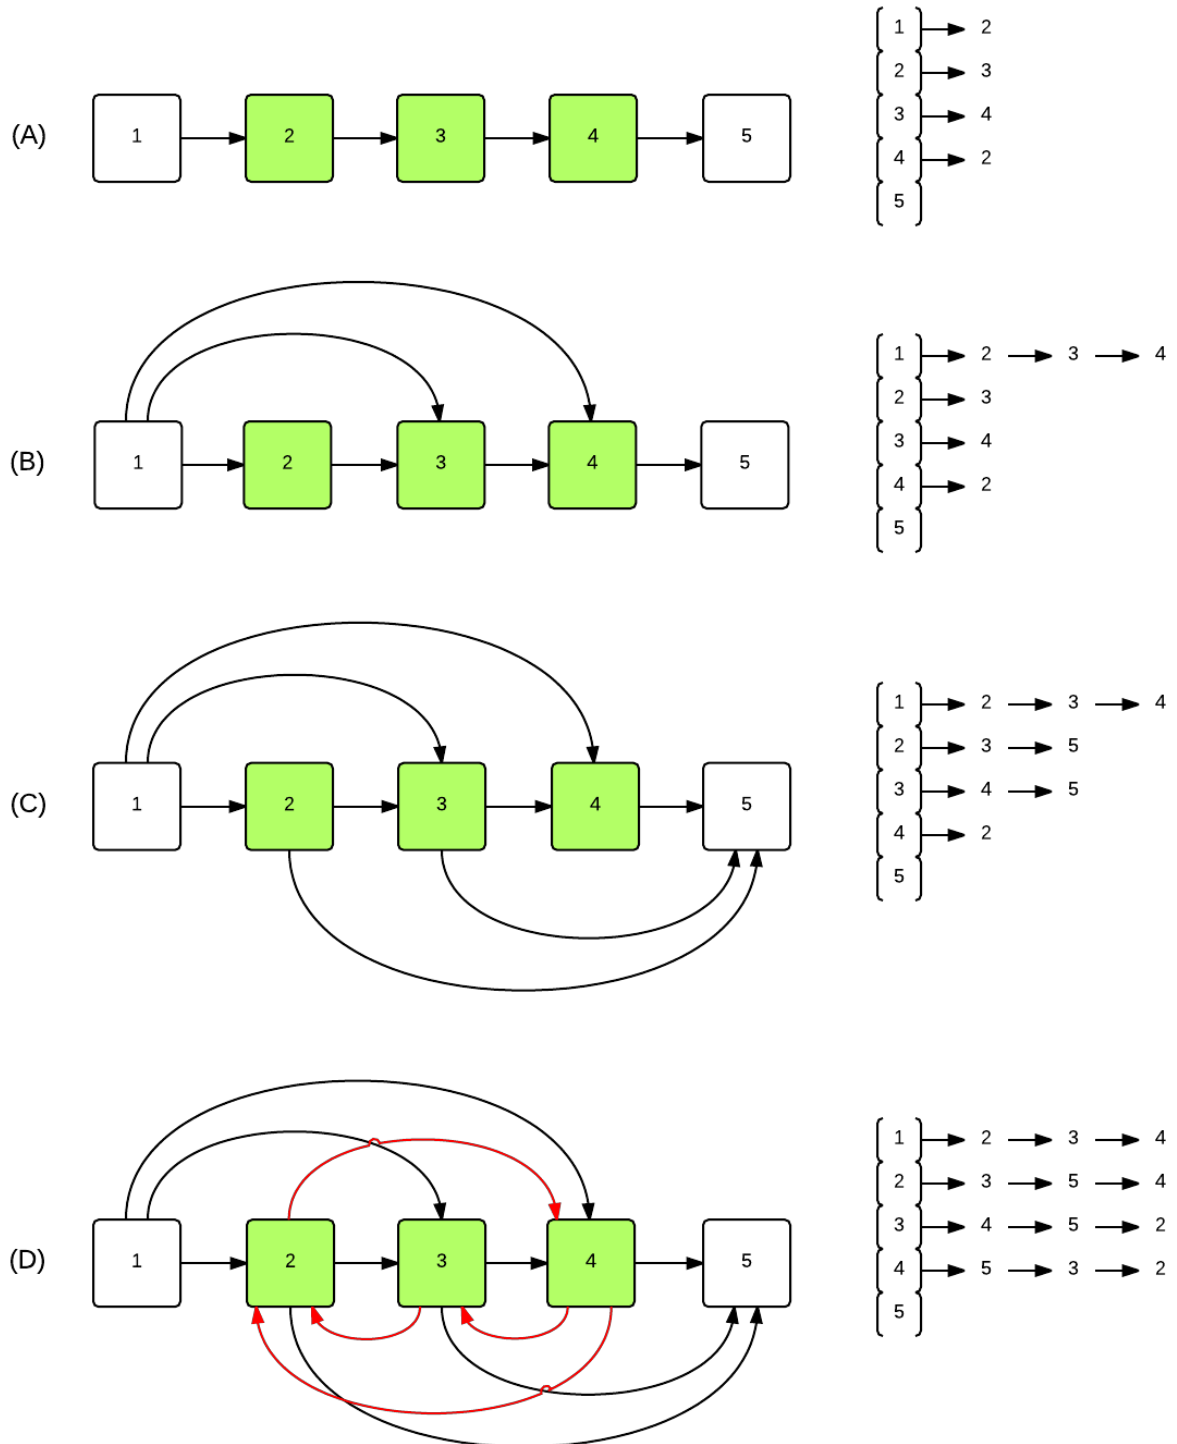 1 2
2 3
(A) 1 2 3 4 5
3 4
4 2
5
1 2 3 4
2 3
3 4
(B) 1 2 3 4 5
4 2
5
1 2 3 4
2 3 5
3 4 5
(C) 1 2 3 4 5
4 2
5
1 2 3 4
2 3 5 4
3 4 5 2
(D) 1 2 3 4 5
4 5 3 2
5